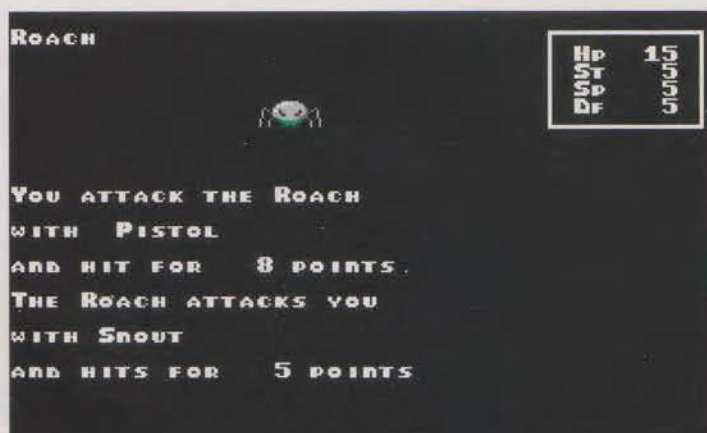 Roach
Hp 15
St 5
Sp 5
Df 5
You attack the Roach
with Pistol
and hit for 8 points.
The Roach attacks you
with Snout
and hits for 5 points